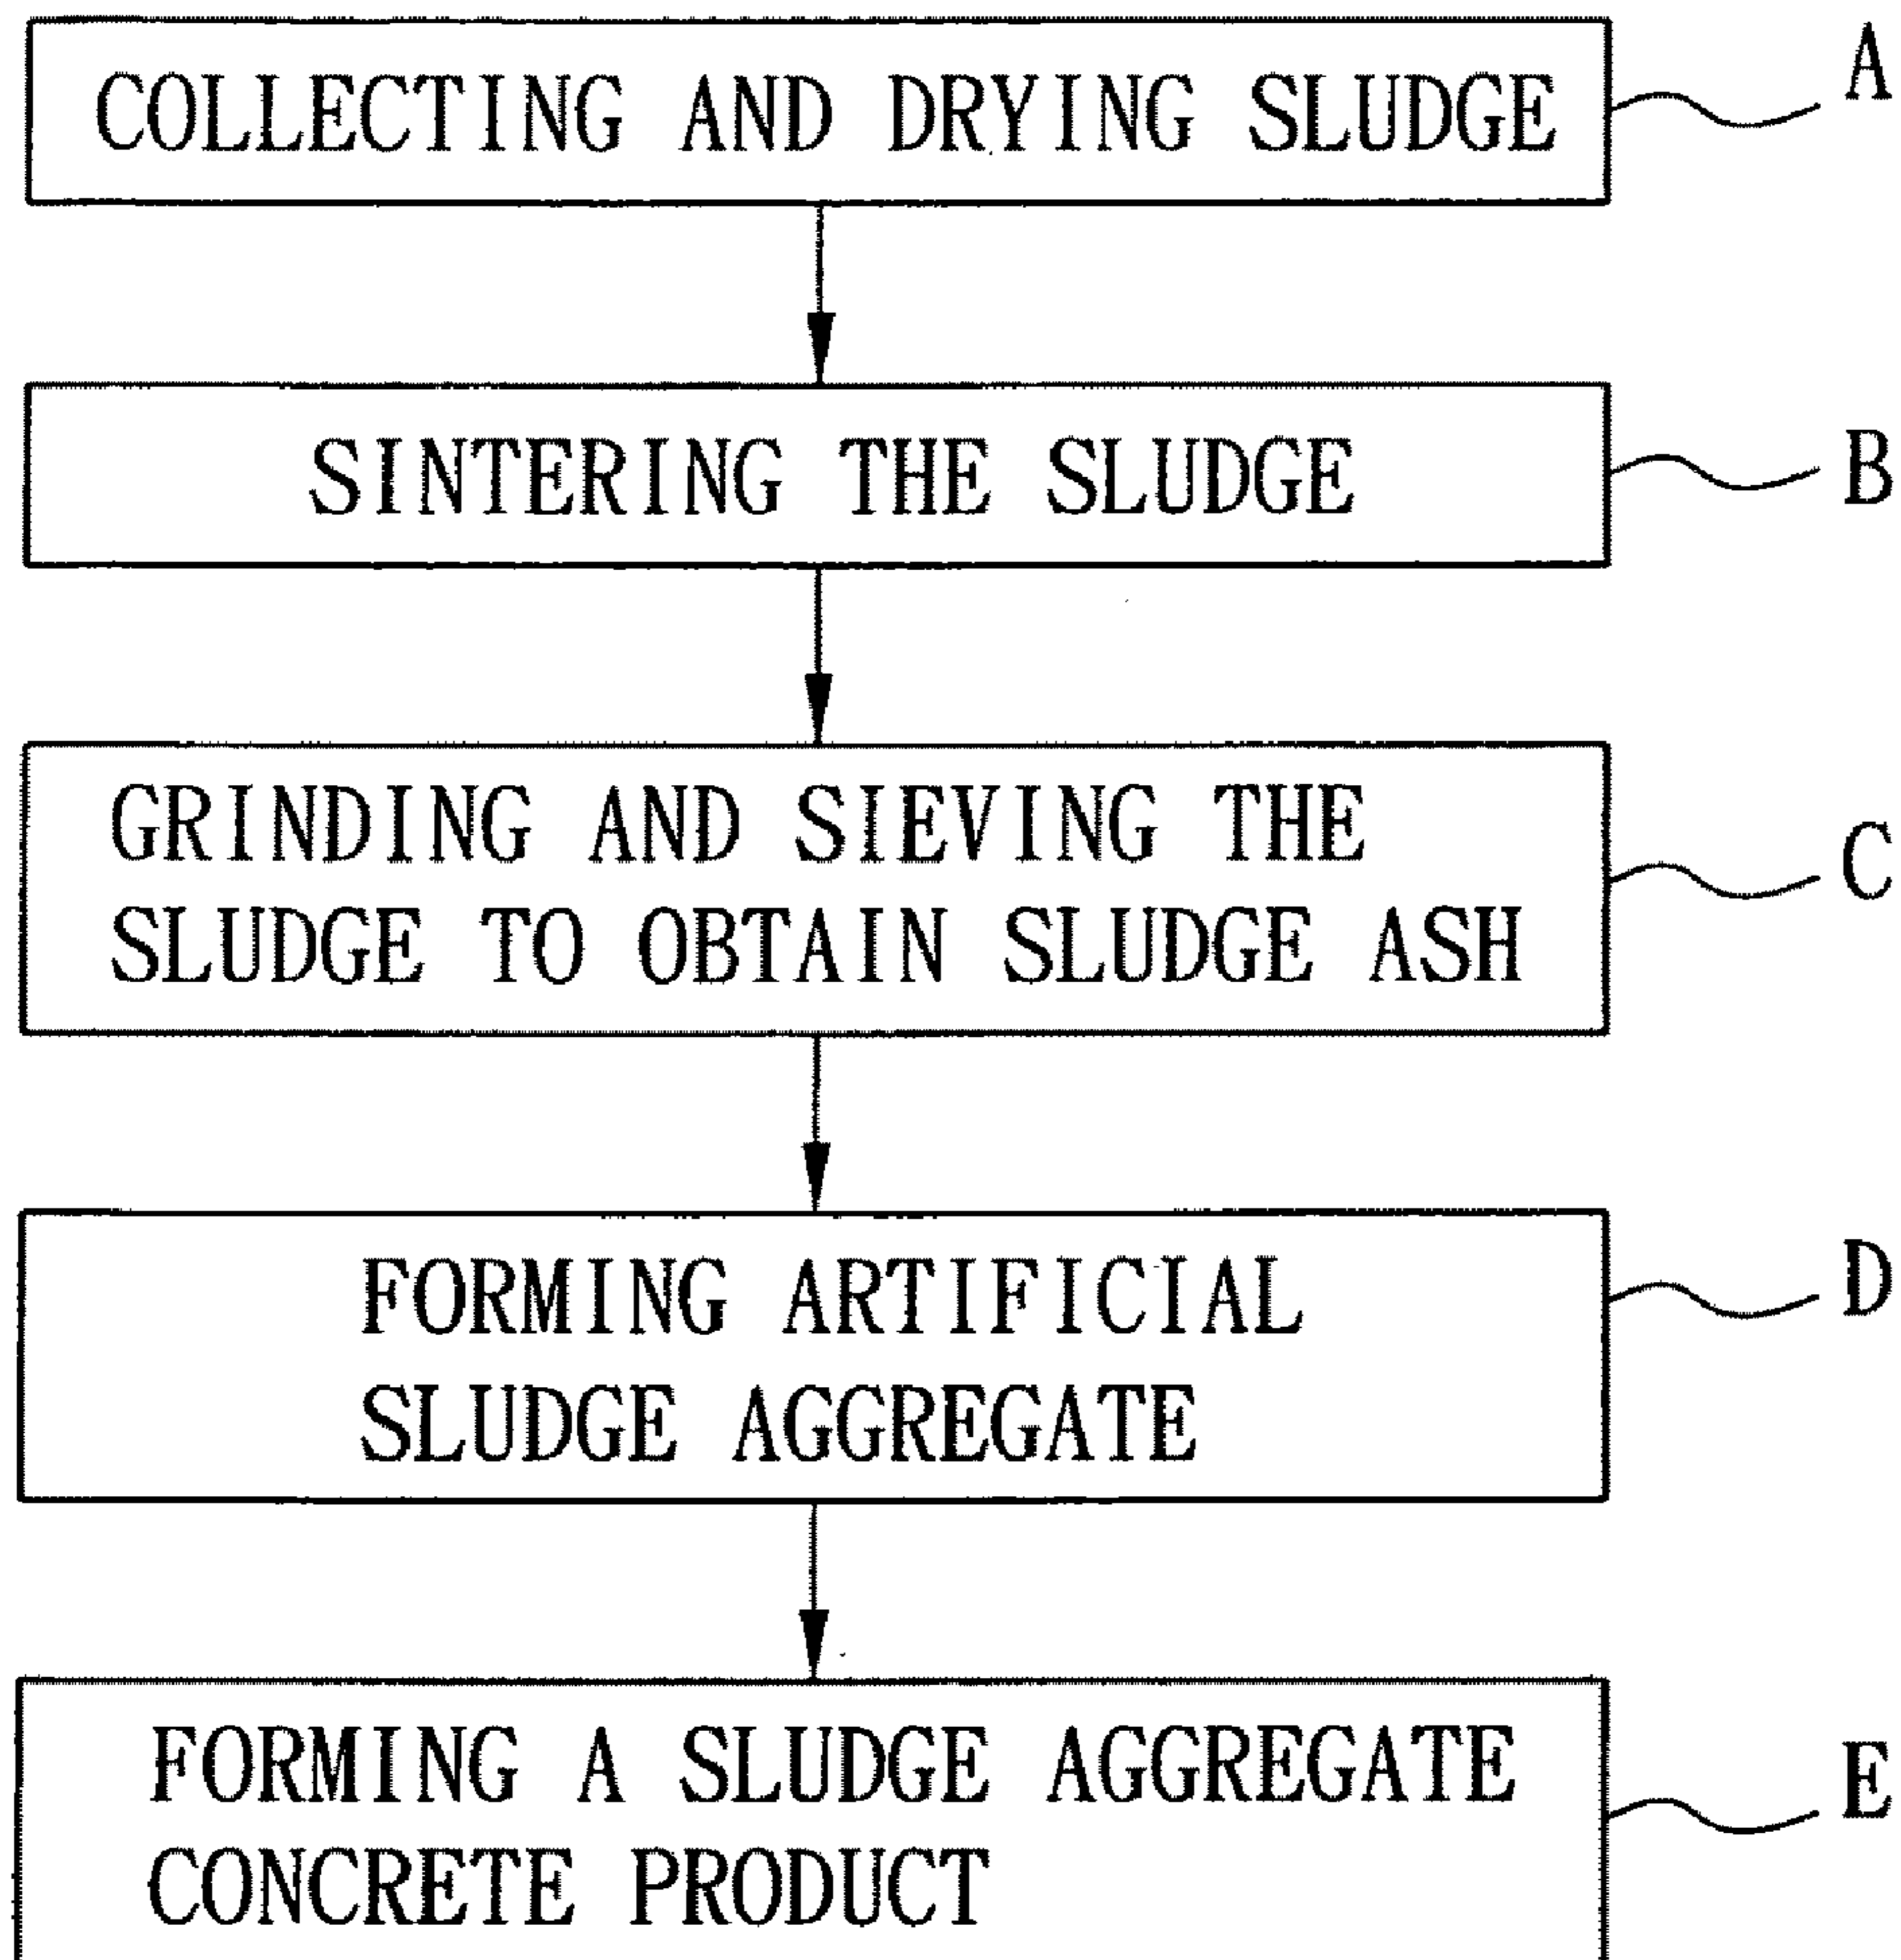 COLLECTING AND DRYING SLUDGE
A
SINTERING THE SLUDGE
B
GRINDING AND SIEVING THE
SLUDGE TO OBTAIN SLUDGE ASH
C
FORMING ARTIFICIAL
SLUDGE AGGREGATE
D
FORMING A SLUDGE AGGREGATE
CONCRETE PRODUCT
E